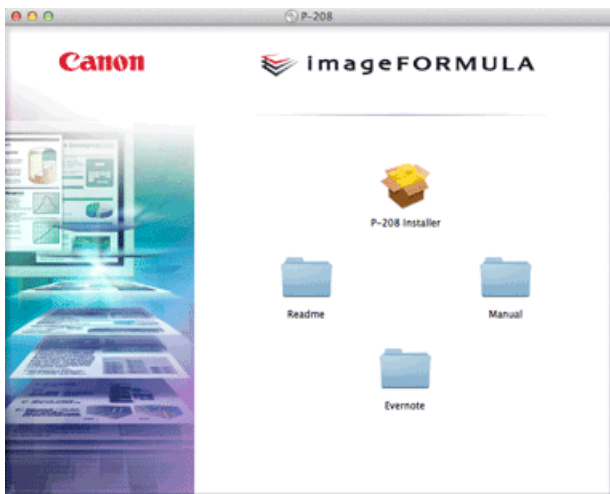 P-208
Canon
imageFORMULA
P-208 Installer
Readme
Manual
Evernote